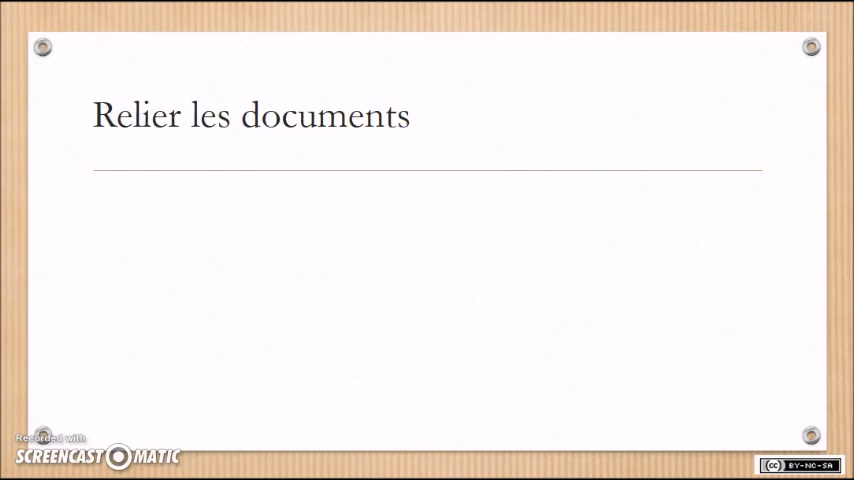 Relier les documents
Recorded with
SCREENCAST MATIC
cc BY-NC-SA